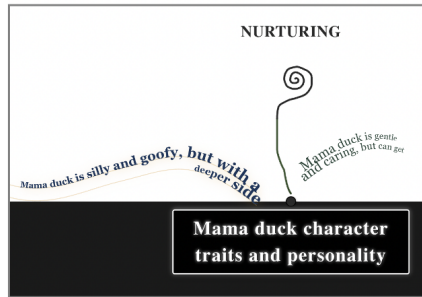 NURTURING
Mama duck is silly and goofy, but with a
deeper side
Mama duck is gentle
and caring, but can get
Mama duck character
traits and personality